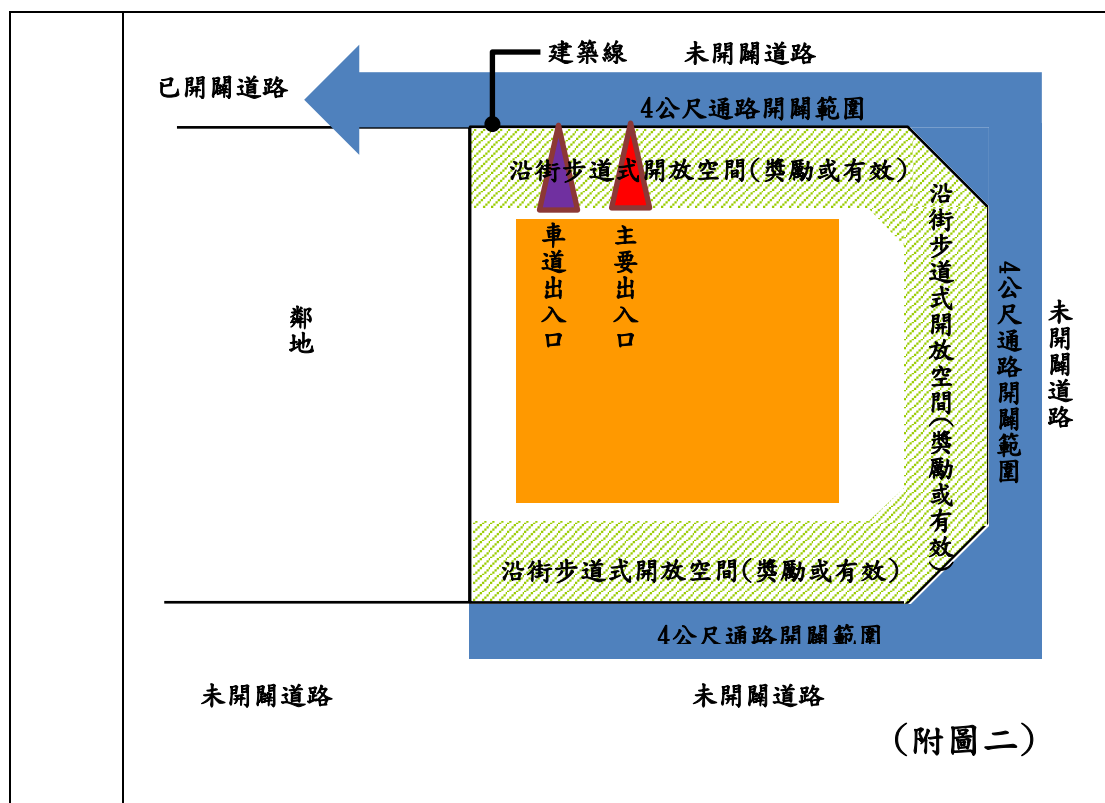 建築線
未開闢道路
已開闢道路
4公尺通路開闢範圍
沿街步道式開放空間(獎勵或有效)
車道出入口
主要出入口
鄰地
沿街步道式開放空間(獎勵或有效)
4公尺通路開闢範圍
未開闢道路
沿街步道式開放空間(獎勵或有效)
4公尺通路開闢範圍
未開闢道路
未開闢道路
(附圖二)